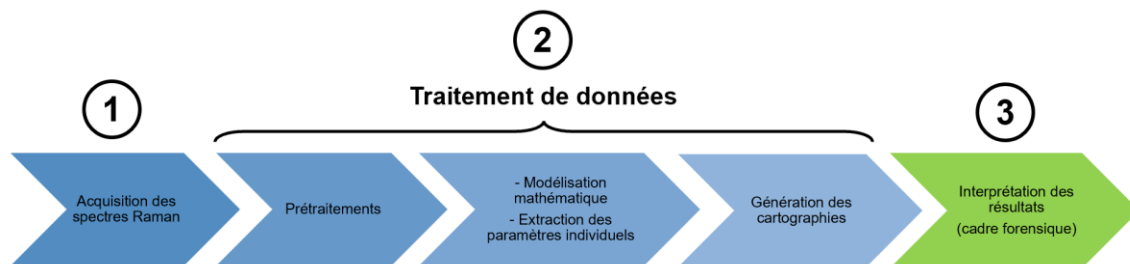 1
2
Traitement de données
3
Acquisition des
spectres Raman
Prétraitements
- Modélisation
mathématique
- Extraction des
paramètres individuels
Génération des
cartographies
Interprétation des
résultats
(cadre forensique)